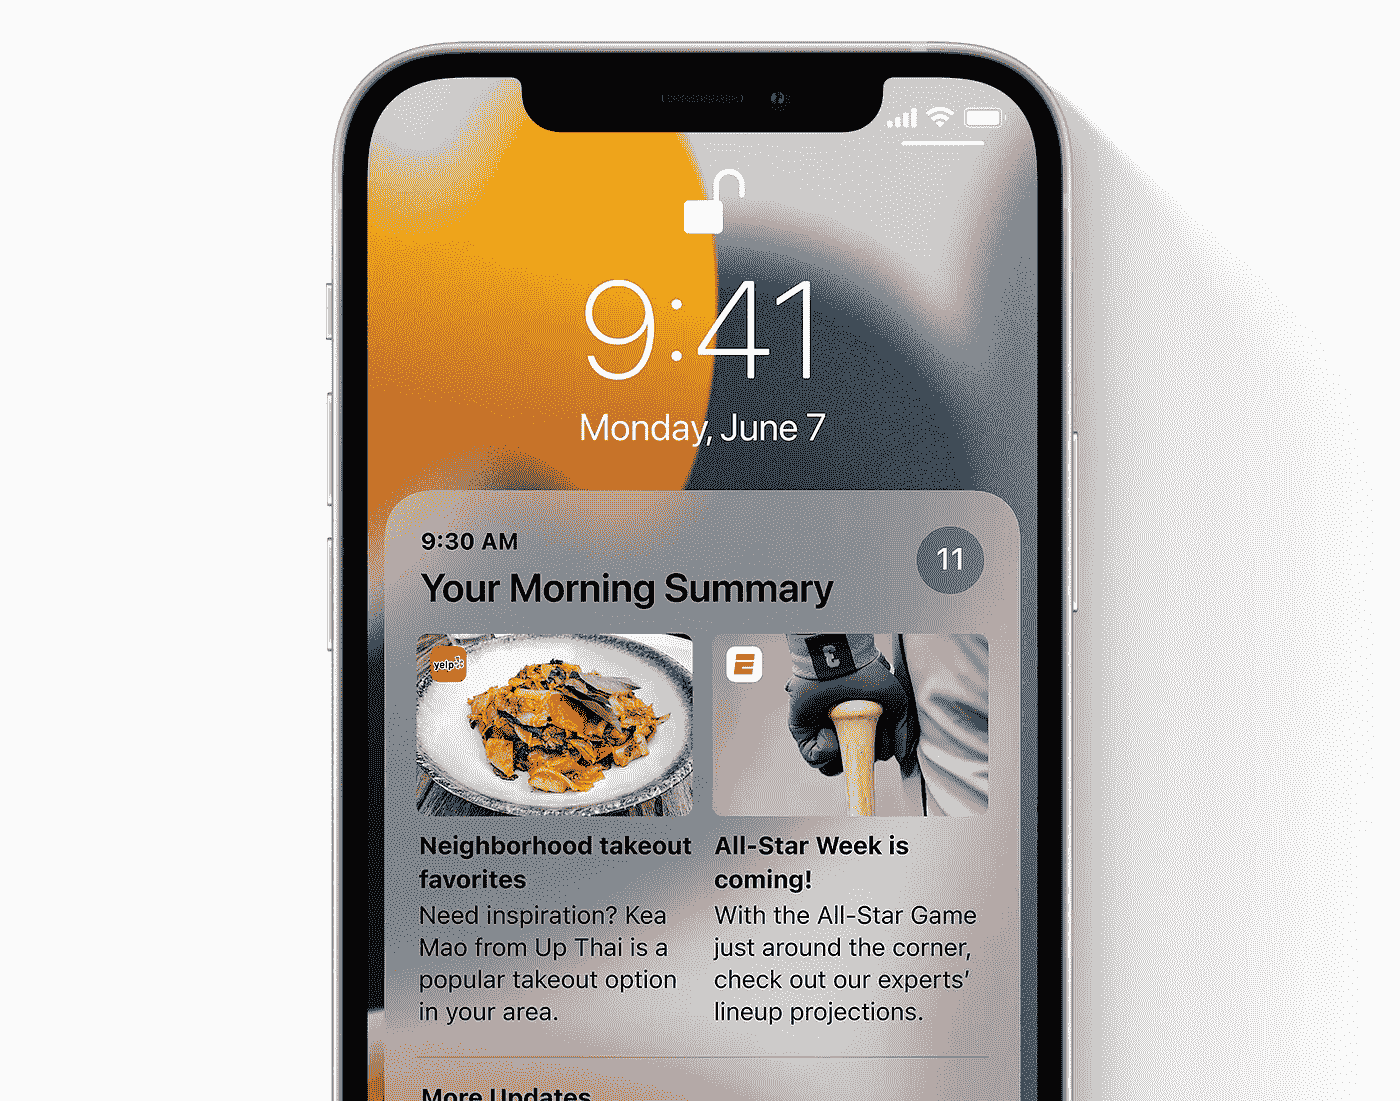 9:41
Monday, June 7
9:30 AM
11
Your Morning Summary
yelp
Neighborhood takeout
favorites
Need inspiration? Kea
Mao from Up Thai is a
popular takeout option
in your area.
All-Star Week is
coming!
With the All-Star Game
just around the corner,
check out our experts’
lineup projections.
More Updates